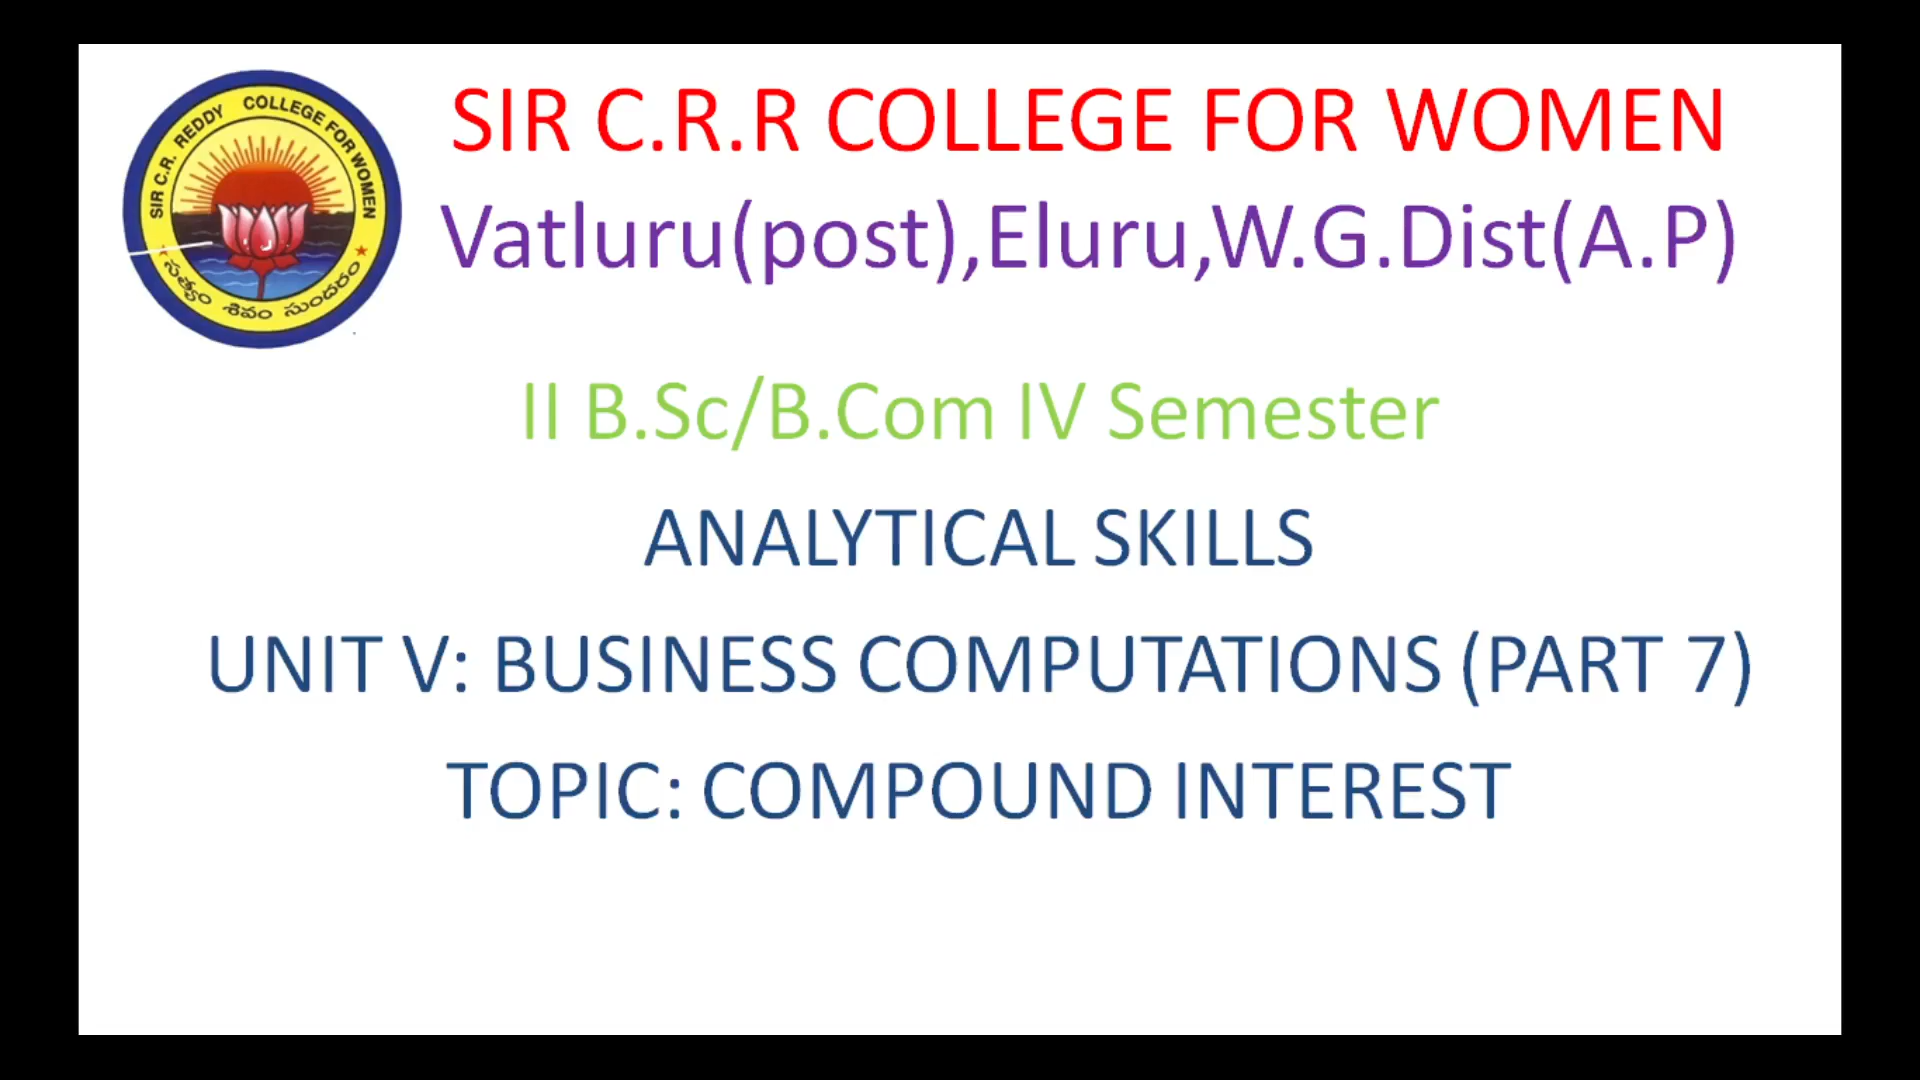 SIR C.R. REDDY COLLEGE FOR WOMEN
సత్యం శివం సుందరం
SIR C.R.R COLLEGE FOR WOMEN
Vatluru(post),Eluru,W.G.Dist(A.P)
II B.Sc/B.Com IV Semester
ANALYTICAL SKILLS
UNIT V: BUSINESS COMPUTATIONS (PART 7)
TOPIC: COMPOUND INTEREST